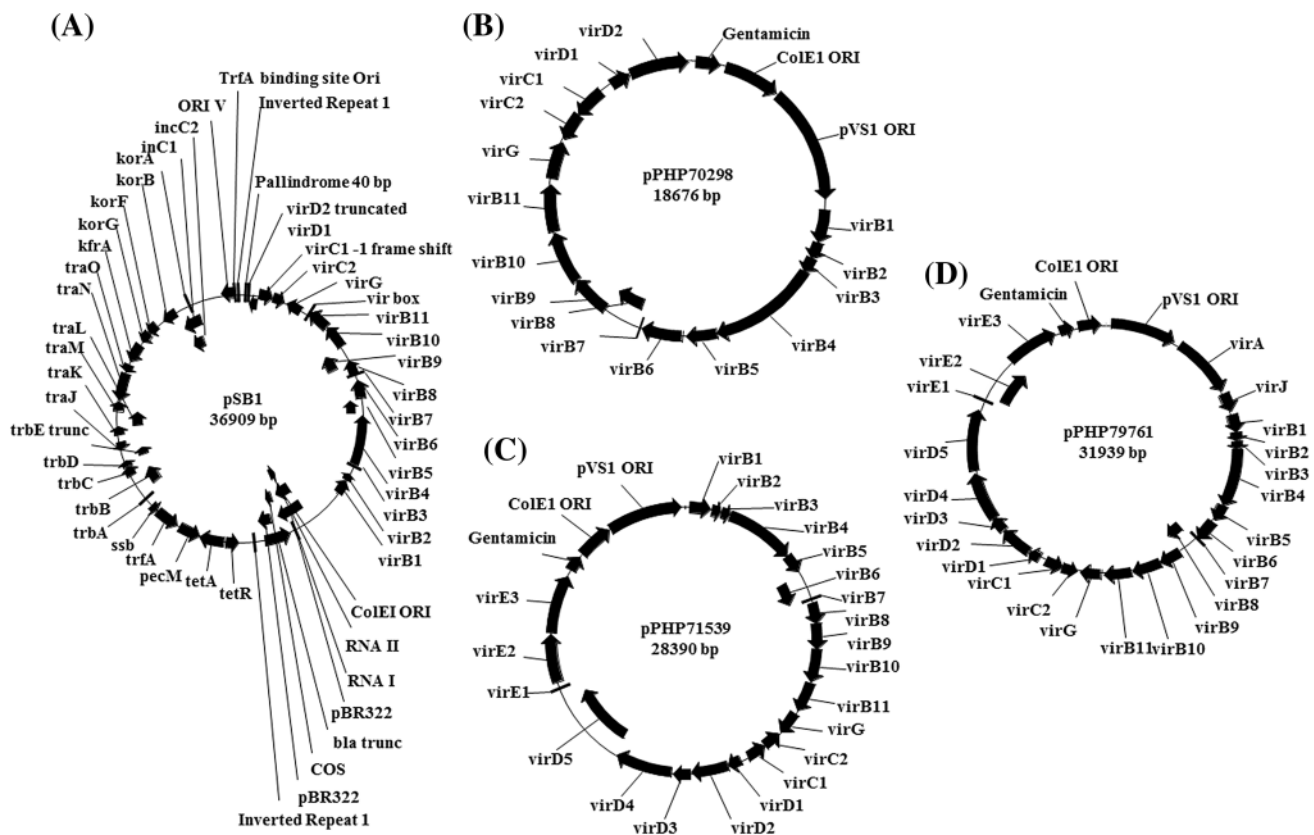 (A)
TrfA binding site Ori
Inverted Repeat 1
ORI V
incC2
inC1
korA
korB
korF
korG
kfrA
traO
traN
traL
traM
traK
traJ
trbE trunc
trbD
trbC
trbB
trbA
ssb
trfA
pecM
tetA
tetR
Pallindrome 40 bp
virD2 truncated
virD1
virC1 -1 frame shift
virC2
virG
vir box
virB11
virB10
virB9
virB8
virB7
virB6
virB5
virB4
virB3
virB2
virB1
ColEI ORI
RNA II
RNA I
pBR322
bla trunc
COS
pBR322
Inverted Repeat 1
pSB1
36909 bp
(B)
virD2
Gentamicin
ColE1 ORI
pVS1 ORI
virB1
virB2
virB3
virB4
virB5
virB6
virB7
virB8
virB9
virB10
virB11
virG
virC2
virC1
virD1
pPHP70298
18676 bp
(C)
pVS1 ORI
virB1
virB2
virB3
virB4
virB5
virB6
virB7
virB8
virB9
virB10
virB11
virG
virC2
virC1
virD1
virD2
virD3
virD4
virD5
virE1
virE2
virE3
Gentamicin
ColE1 ORI
pPHP71539
28390 bp
(D)
ColE1 ORI
pVS1 ORI
virA
virJ
virB1
virB2
virB3
virB4
virB5
virB6
virB7
virB8
virB9
virB11virB10
virG
virC2
virC1
virD1
virD2
virD3
virD4
virD5
virE1
virE2
virE3
Gentamicin
pPHP79761
31939 bp